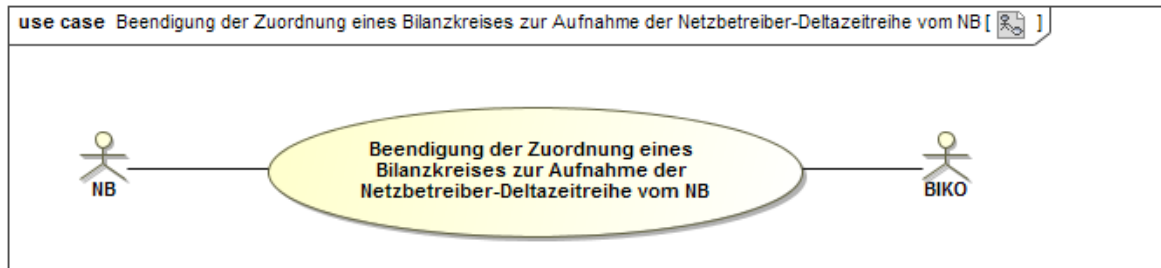 use case Beendigung der Zuordnung eines Bilanzkreises zur Aufnahme der Netzbetreiber-Deltazeitreihe vom NB [ ]
Beendigung der Zuordnung eines
Bilanzkreises zur Aufnahme der
Netzbetreiber-Deltazeitreihe vom NB
NB
BIKO